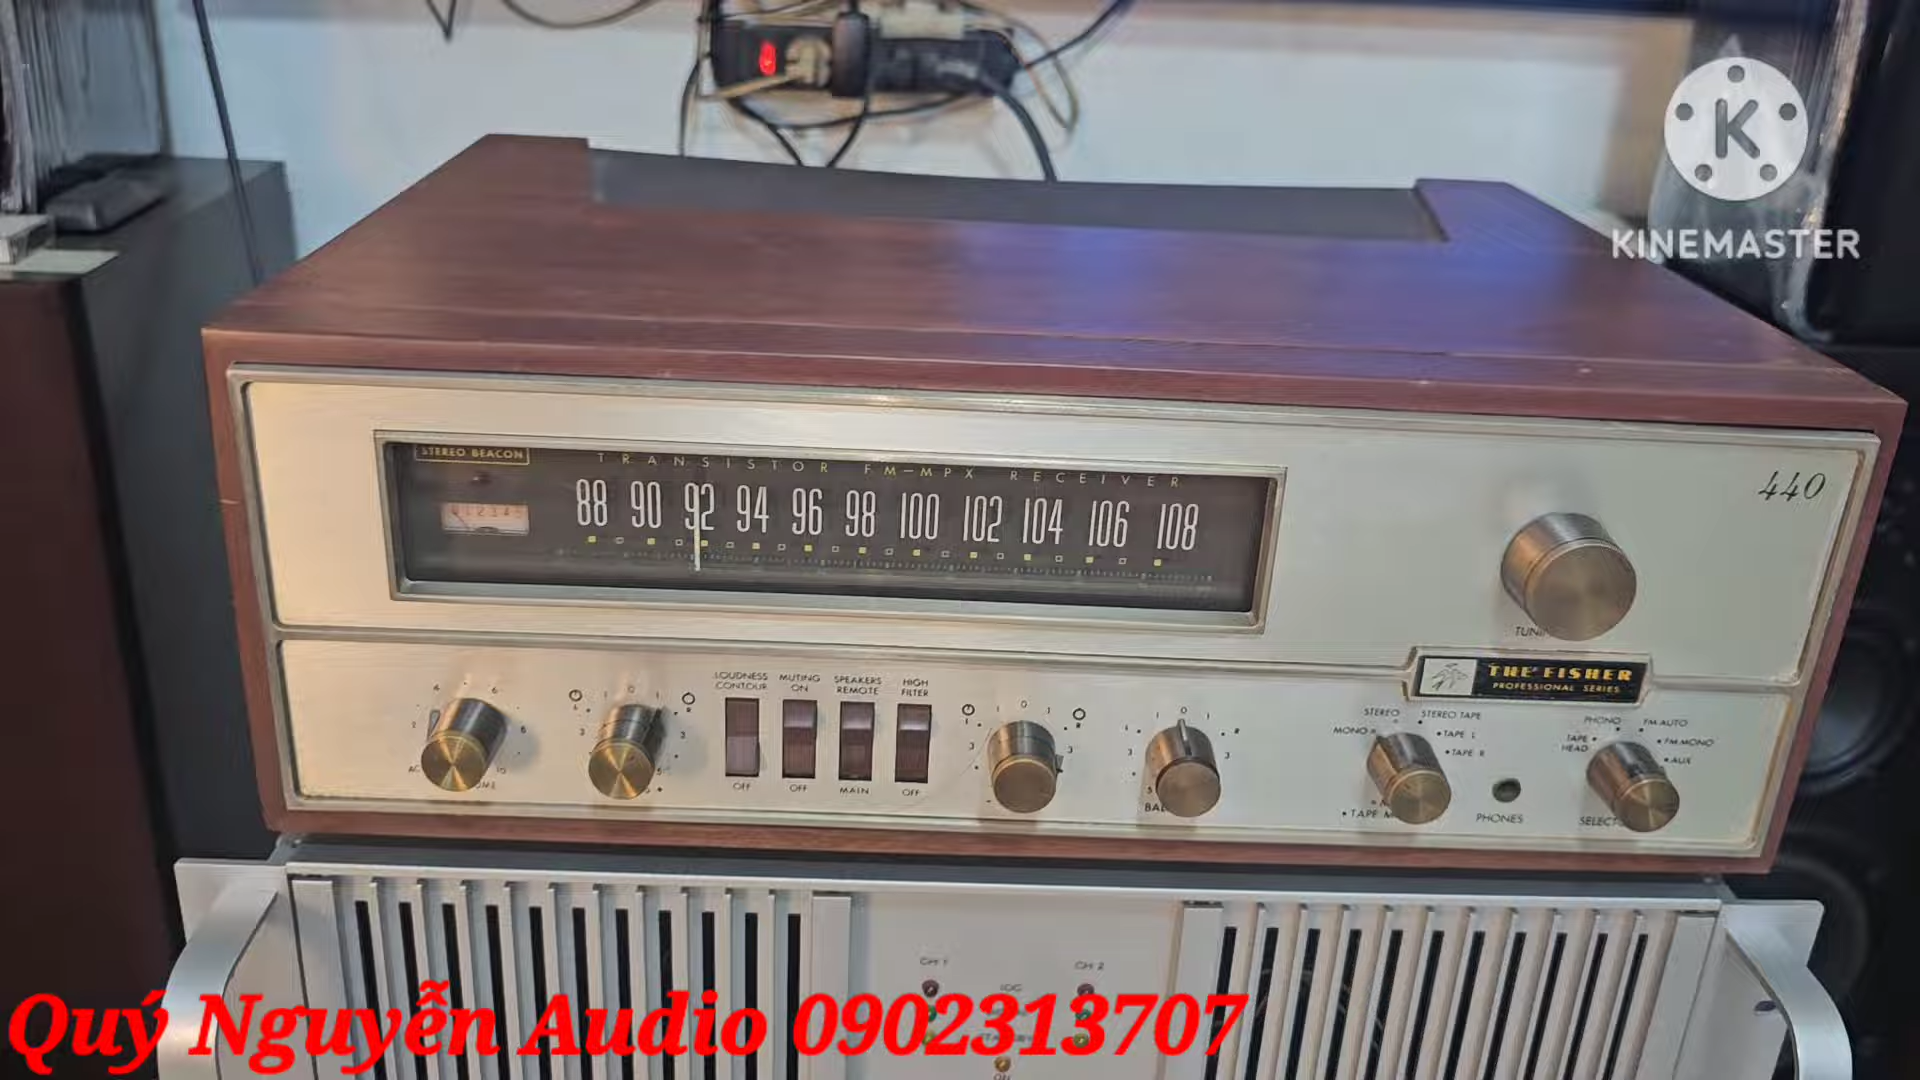 KINEMASTER
STEREO BEACON
TRANSISTOR FM-MPX RECEIVER
88 90 92 94 96 98 100 102 104 106 108
440
TUNING
THE FISHER
PROFESSIONAL SERIES
LOUDNESS CONTOUR
MUTING ON
SPEAKERS REMOTE
HIGH FILTER
OFF OFF MAIN OFF
STEREO STEREO TAPE
MONO TAPE L
TAPE R
TAPE
PHONES
PHONO FM AUTO
TAPE HEAD FM MONO
AUX
CH 1 CH 2
Quý Nguyễn Audio 0902313707